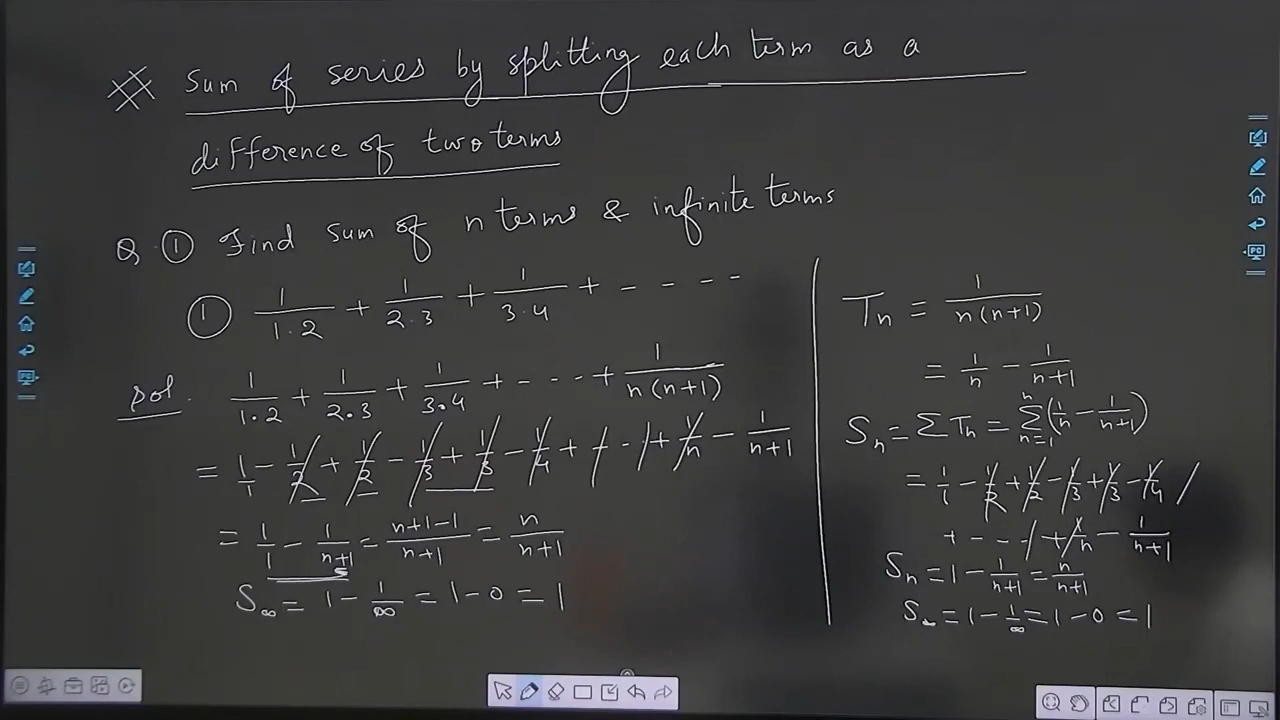 Sum of series by splitting each term as a
difference of two terms
Q ① Find sum of n terms & infinite terms
① 1/1·2 + 1/2·3 + 1/3·4 + - - - -
Sol. 1/1·2 + 1/2·3 + 1/3·4 + - - - + 1/n(n+1)
= 1/1 - 1/2 + 1/2 - 1/3 + 1/3 - 1/4 + - - - + 1/n - 1/n+1
= 1/1 - 1/n+1 = n+1-1/n+1 = n/n+1
S∞ = 1 - 1/∞ = 1 - 0 = 1
Tn = 1/n(n+1)
= 1/n - 1/n+1
Sn = ΣTn = Σ n n=1 (1/n - 1/n+1)
= 1/1 - 1/2 + 1/2 - 1/3 + 1/3 - 1/4
+ - - - + 1/n - 1/n+1
Sn = 1 - 1/n+1 = n/n+1
S∞ = 1 - 1/∞ = 1 - 0 = 1
PC
PC